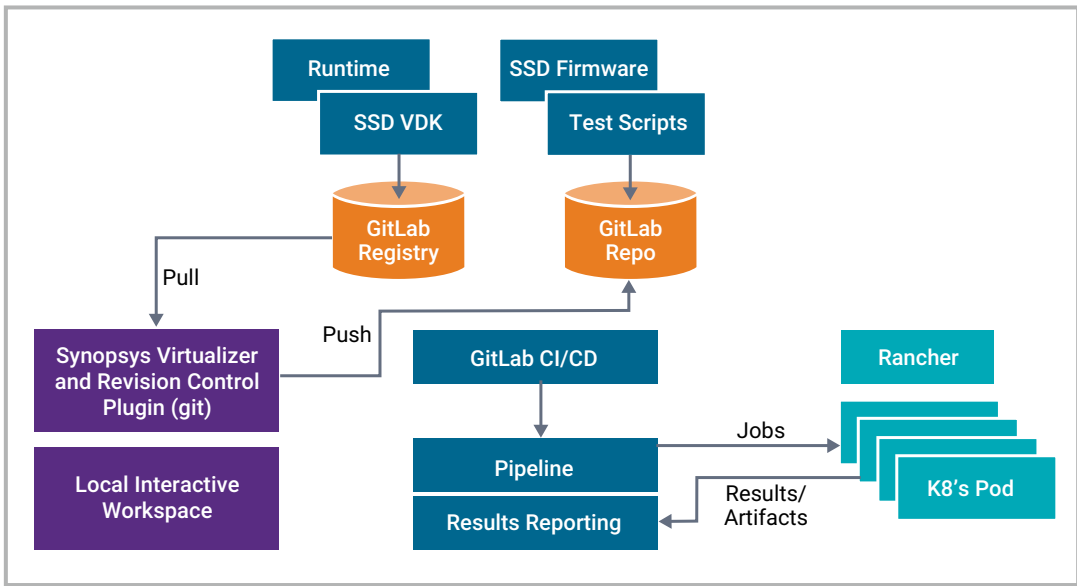 Runtime
SSD VDK
SSD Firmware
Test Scripts
GitLab
Registry
GitLab
Repo
Pull
Push
Synopsys Virtualizer
and Revision Control
Plugin (git)
GitLab CI/CD
Rancher
Local Interactive
Workspace
Pipeline
Jobs
Results Reporting
Results/
Artifacts
K8's Pod